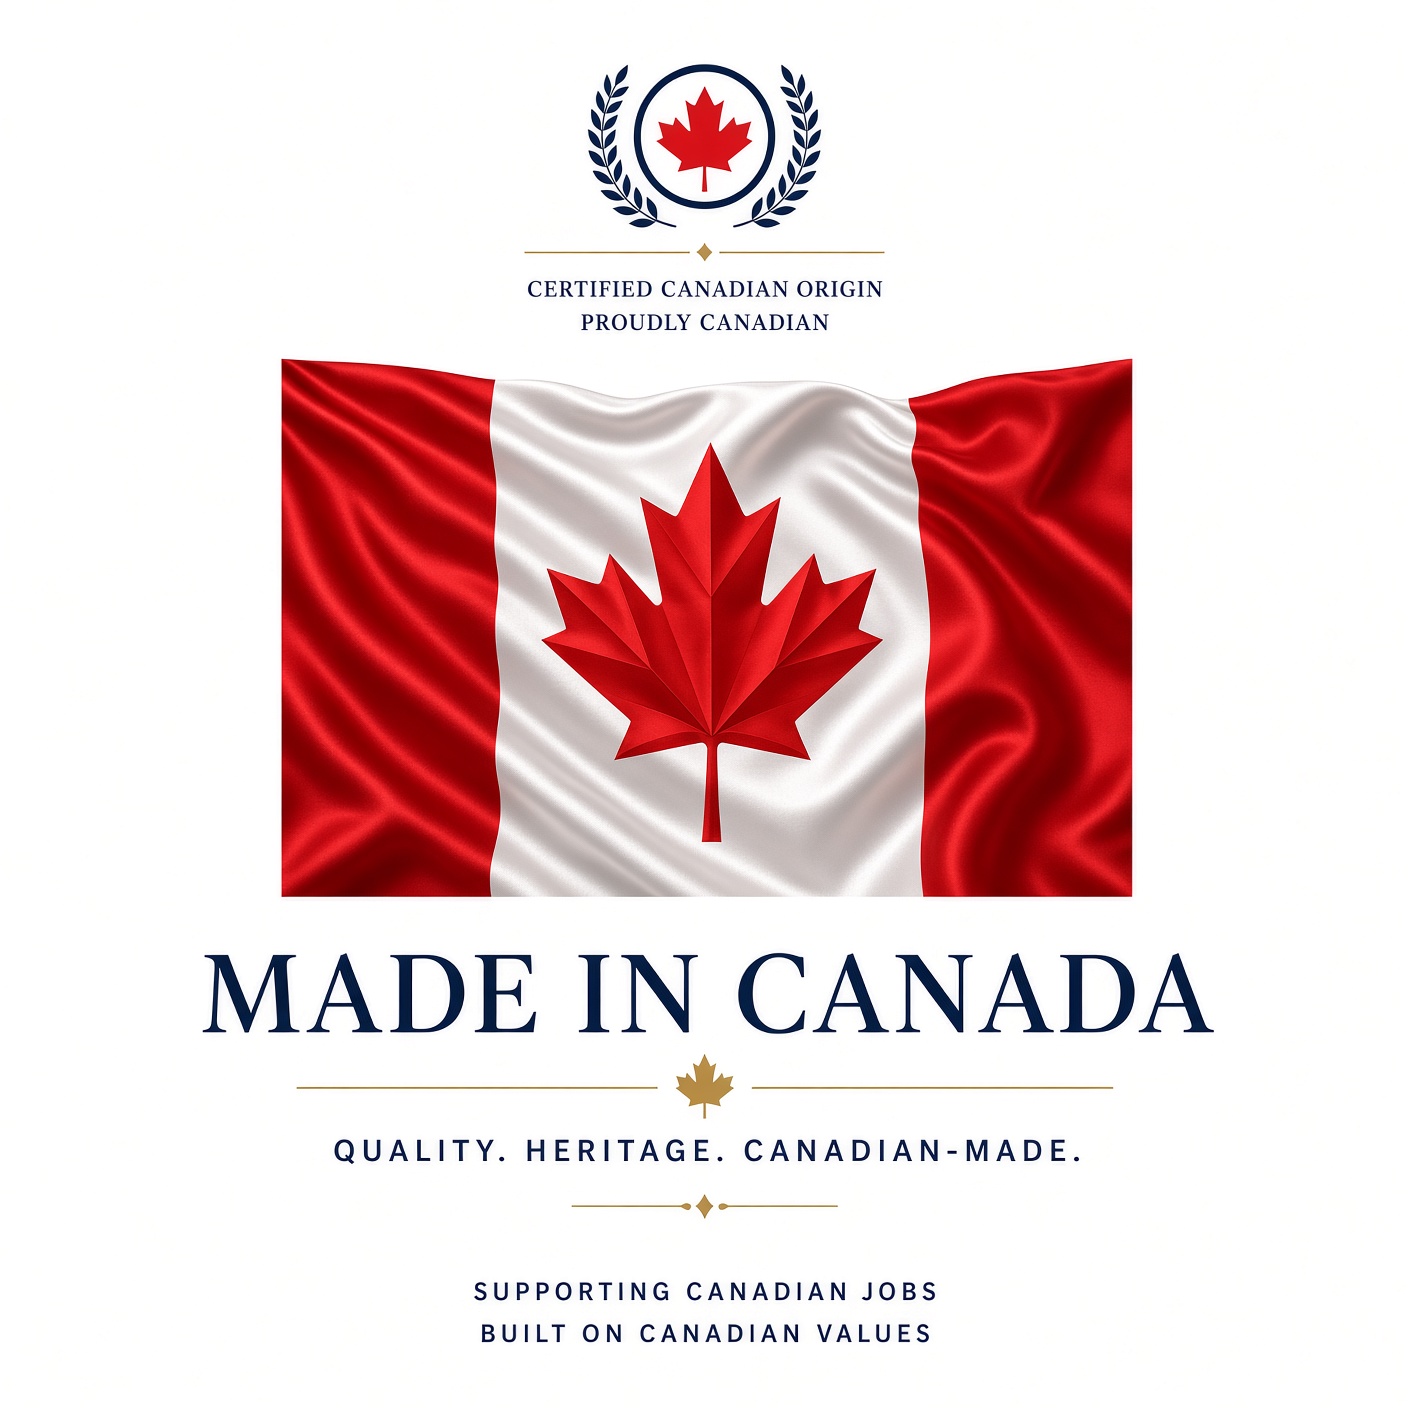 CERTIFIED CANADIAN ORIGIN
PROUDLY CANADIAN
MADE IN CANADA
QUALITY. HERITAGE. CANADIAN-MADE.
SUPPORTING CANADIAN JOBS
BUILT ON CANADIAN VALUES